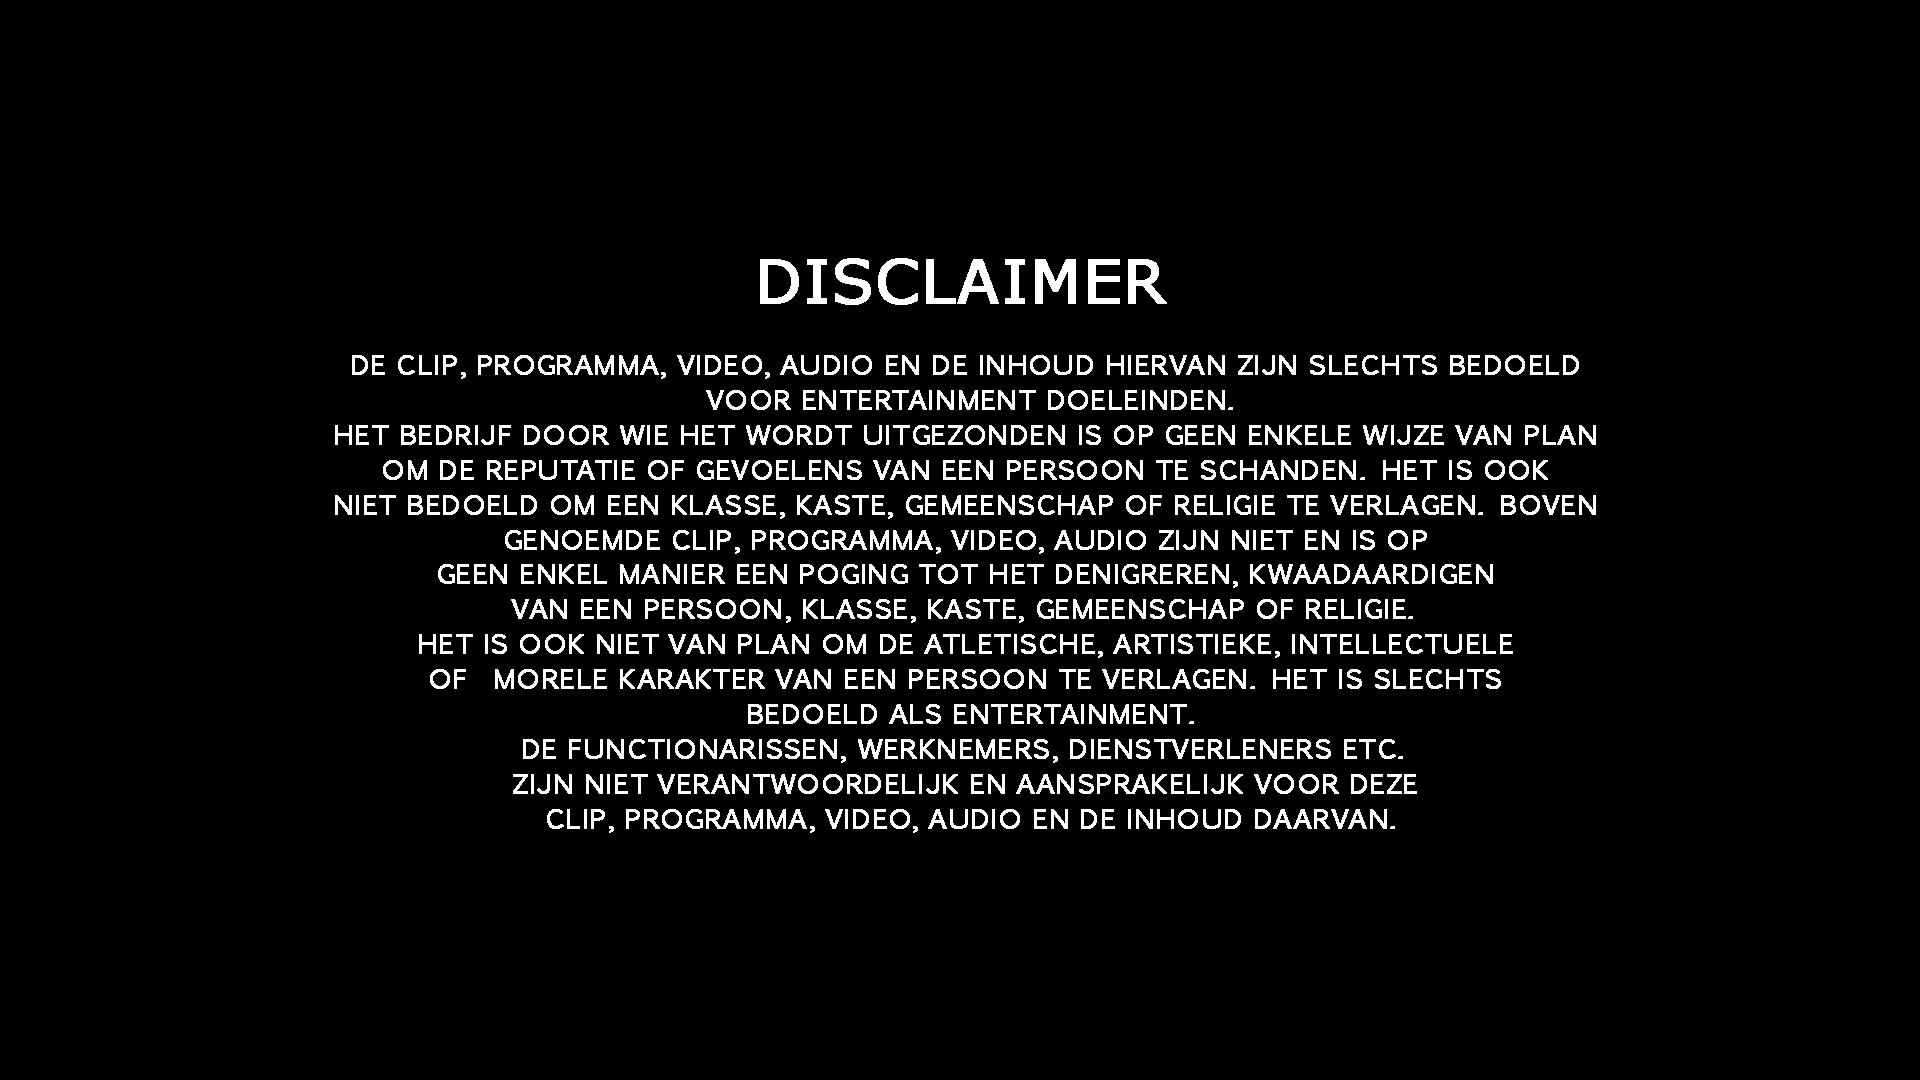 DISCLAIMER
DE CLIP, PROGRAMMA, VIDEO, AUDIO EN DE INHOUD HIERVAN ZIJN SLECHTS BEDOELD
VOOR ENTERTAINMENT DOELEINDEN.
HET BEDRIJF DOOR WIE HET WORDT UITGEZONDEN IS OP GEEN ENKELE WIJZE VAN PLAN
OM DE REPUTATIE OF GEVOELENS VAN EEN PERSOON TE SCHANDEN. HET IS OOK
NIET BEDOELD OM EEN KLASSE, KASTE, GEMEENSCHAP OF RELIGIE TE VERLAGEN. BOVEN
GENOEMDE CLIP, PROGRAMMA, VIDEO, AUDIO ZIJN NIET EN IS OP
GEEN ENKEL MANIER EEN POGING TOT HET DENIGREREN, KWAADAARDIGEN
VAN EEN PERSOON, KLASSE, KASTE, GEMEENSCHAP OF RELIGIE.
HET IS OOK NIET VAN PLAN OM DE ATLETISCHE, ARTISTIEKE, INTELLECTUELE
OF MORELE KARAKTER VAN EEN PERSOON TE VERLAGEN. HET IS SLECHTS
BEDOELD ALS ENTERTAINMENT.
DE FUNCTIONARISSEN, WERKNEMERS, DIENSTVERLENERS ETC.
ZIJN NIET VERANTWOORDELIJK EN AANSPRAKELIJK VOOR DEZE
CLIP, PROGRAMMA, VIDEO, AUDIO EN DE INHOUD DAARVAN.